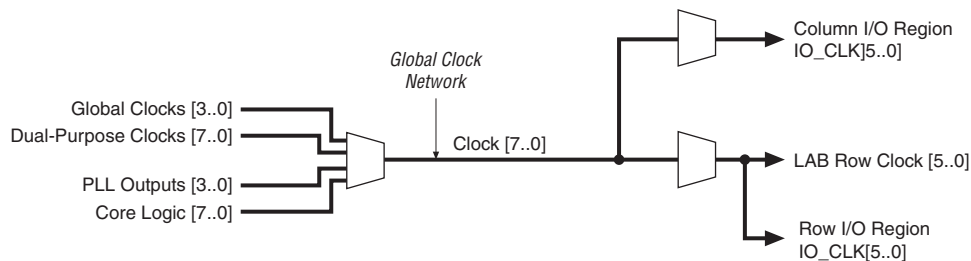 Column I/O Region
IO_CLK]5..0]
Global Clock
Network
Global Clocks [3..0]
Dual-Purpose Clocks [7..0]
Clock [7..0]
PLL Outputs [3..0]
Core Logic [7..0]
LAB Row Clock [5..0]
Row I/O Region
IO_CLK[5..0]